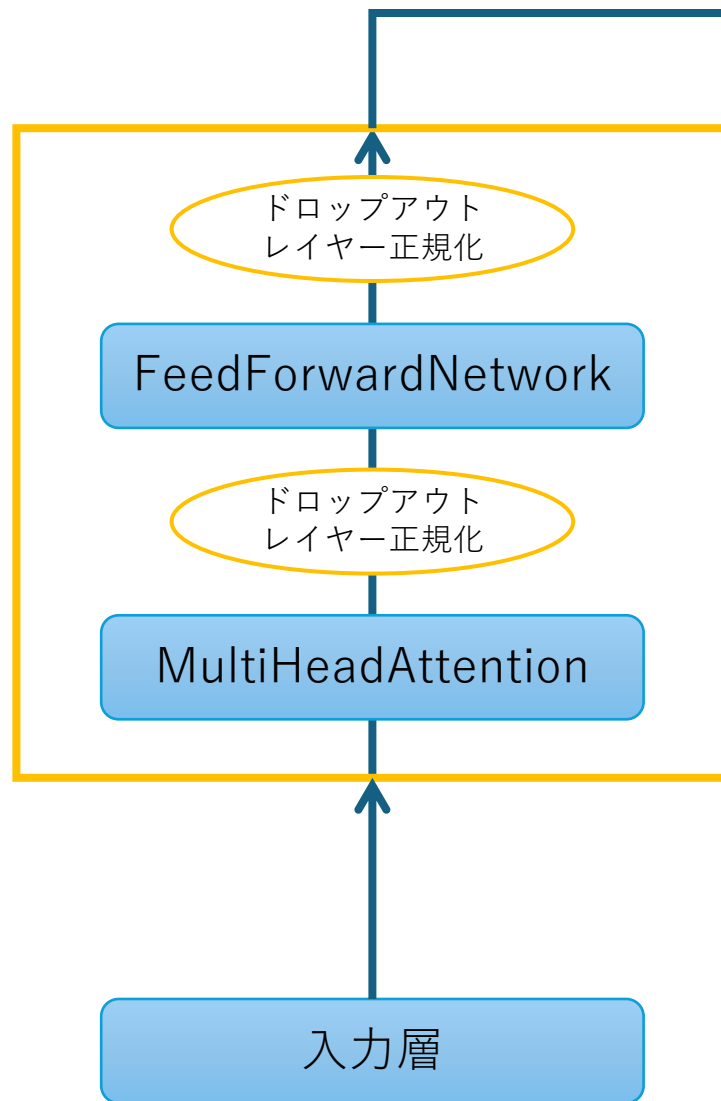 ドロップアウト
レイヤー正規化
FeedForwardNetwork
ドロップアウト
レイヤー正規化
MultiHeadAttention
入力層